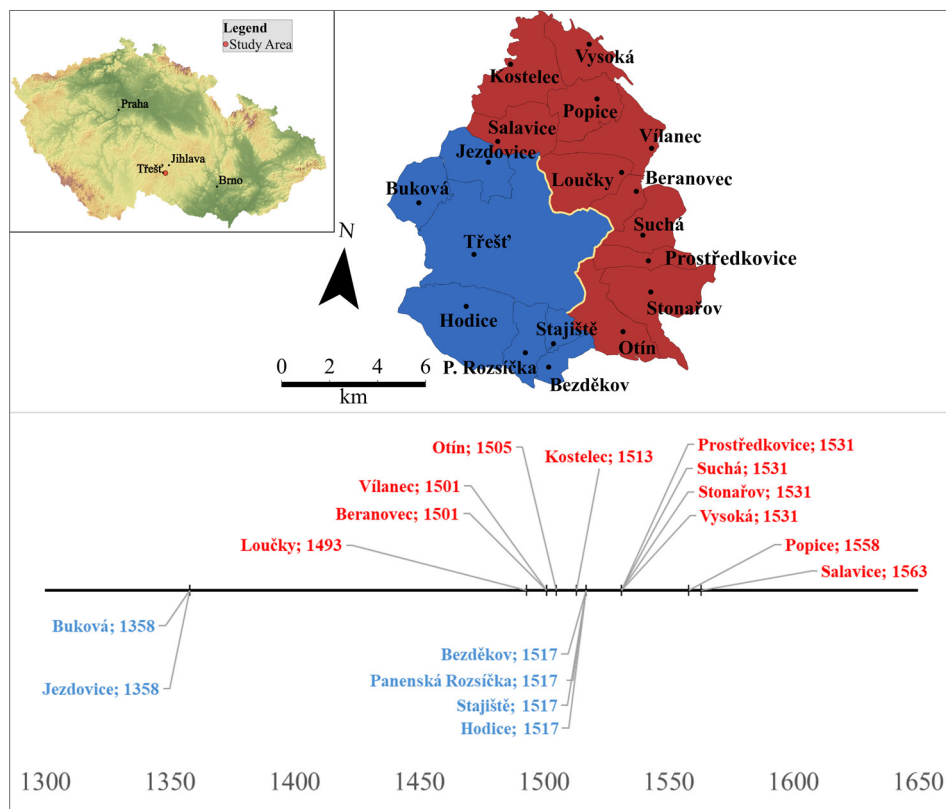 Legend
Study Area
Praha
Jihlava
Třešť
Brno
N
0 2 4 6
km
Vysoká
Kostelec
Popice
Salavice
Vílanec
Jezdovice
Loučky
Beranovec
Buková
Suchá
Třešť
Prostředkovice
Stonařov
Hodice
Stajiště
Otín
P. Rozsíčka
Bezděkov
Otín; 1505
Kostelec; 1513
Prostředkovice; 1531
Suchá; 1531
Vílanec; 1501
Stonařov; 1531
Beranovec; 1501
Vysoká; 1531
Loučky; 1493
Popice; 1558
Salavice; 1563
Buková; 1358
Bezděkov; 1517
Jezdovice; 1358
Panenská Rozsíčka; 1517
Stajiště; 1517
Hodice; 1517
1300 1350 1400 1450 1500 1550 1600 1650